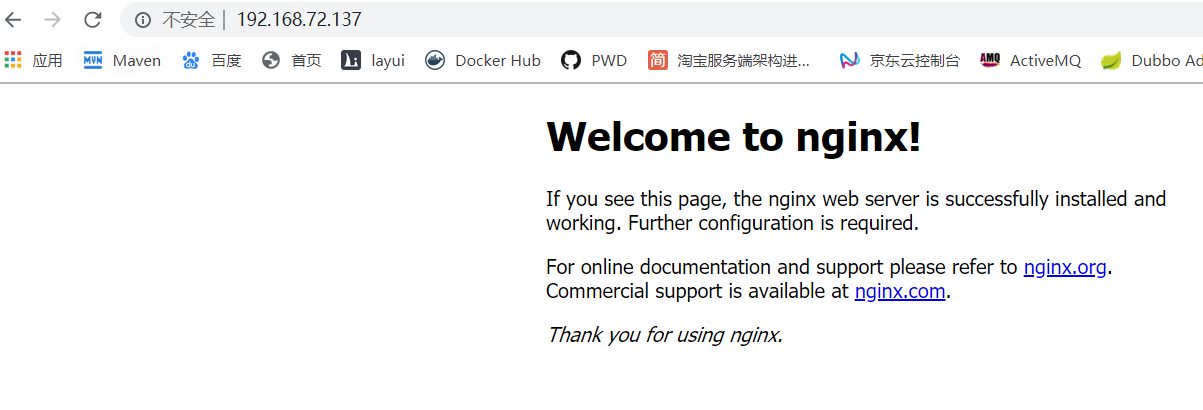 不安全 | 192.168.72.137
应用 MVN Maven 百度 首页 layui Docker Hub PWD 简 淘宝服务端架构进... 京东云控制台 AMQ ActiveMQ Dubbo Ad
Welcome to nginx!
If you see this page, the nginx web server is successfully installed and
working. Further configuration is required.
For online documentation and support please refer to nginx.org.
Commercial support is available at nginx.com.
Thank you for using nginx.